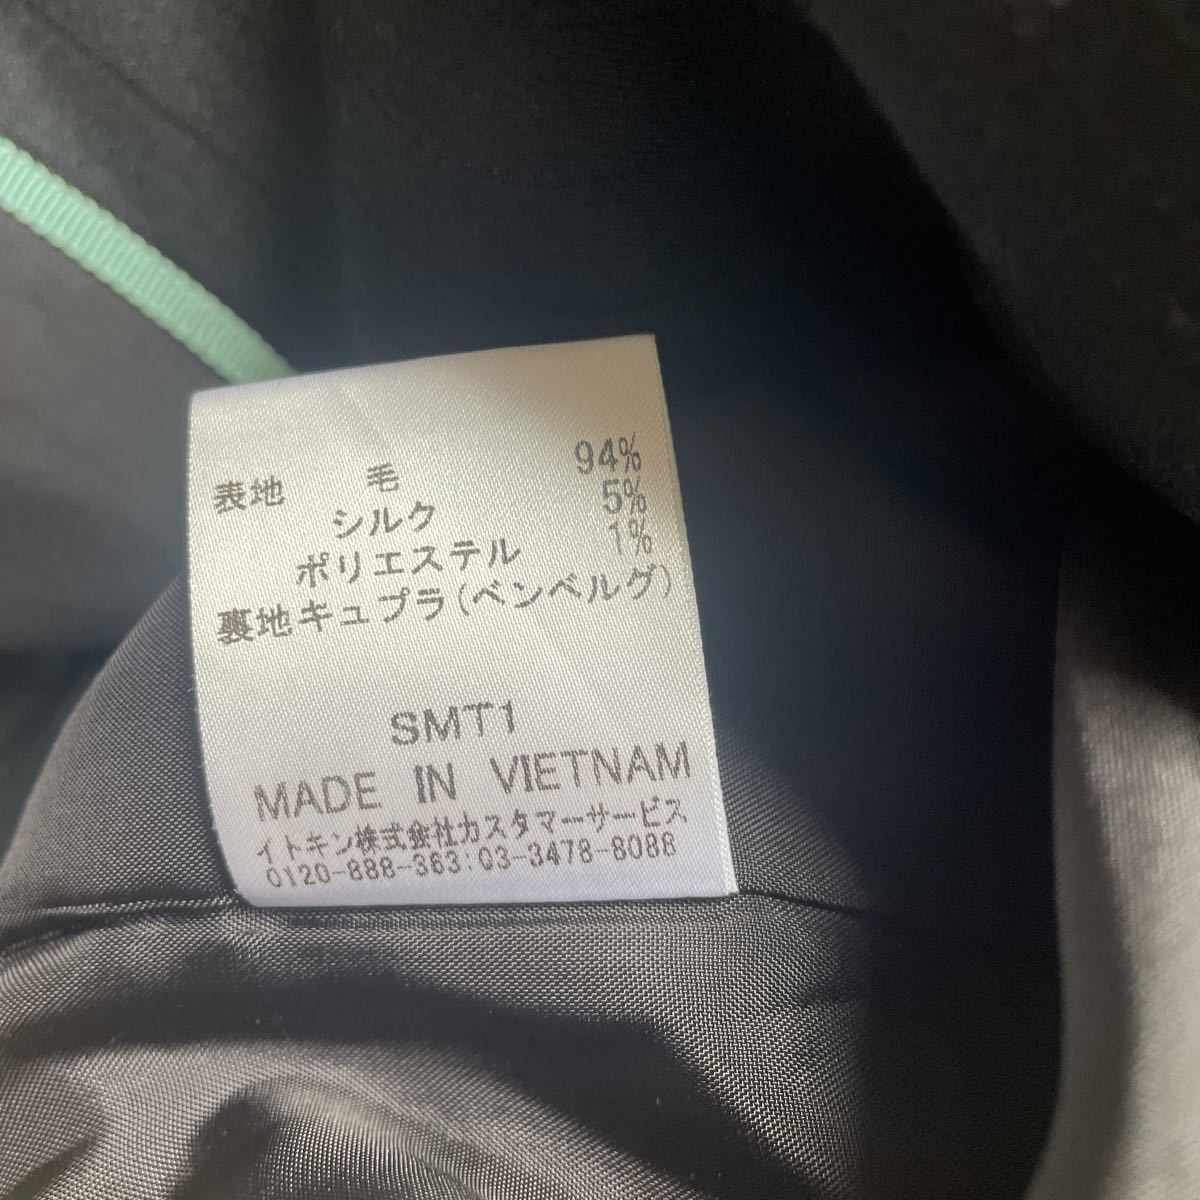 表地 毛 94%
シルク 5%
ポリエステル 1%
裏地キュプラ(ベンベルグ)
SMT1
MADE IN VIETNAM
イトキン株式会社カスタマーサービス
0120-888-363:03-3478-8088